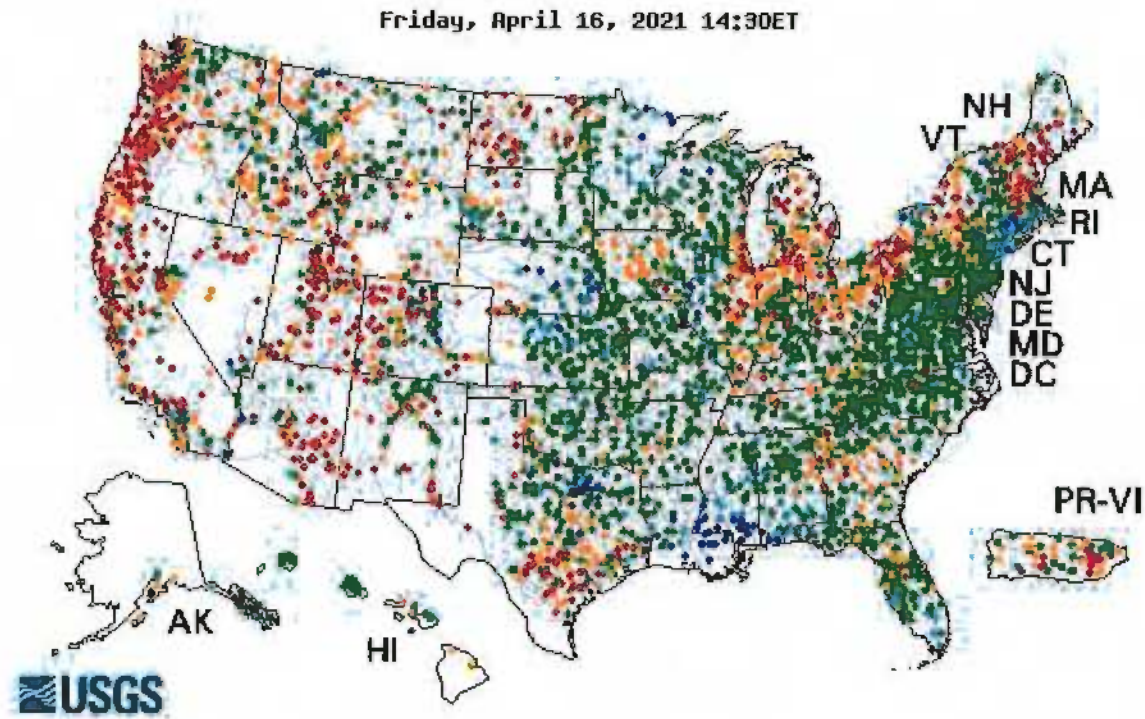 Friday, April 16, 2021 14:30ET
NH
VT
MA
RI
CT
NJ
DE
MD
DC
PR-VI
AK
HI
USGS